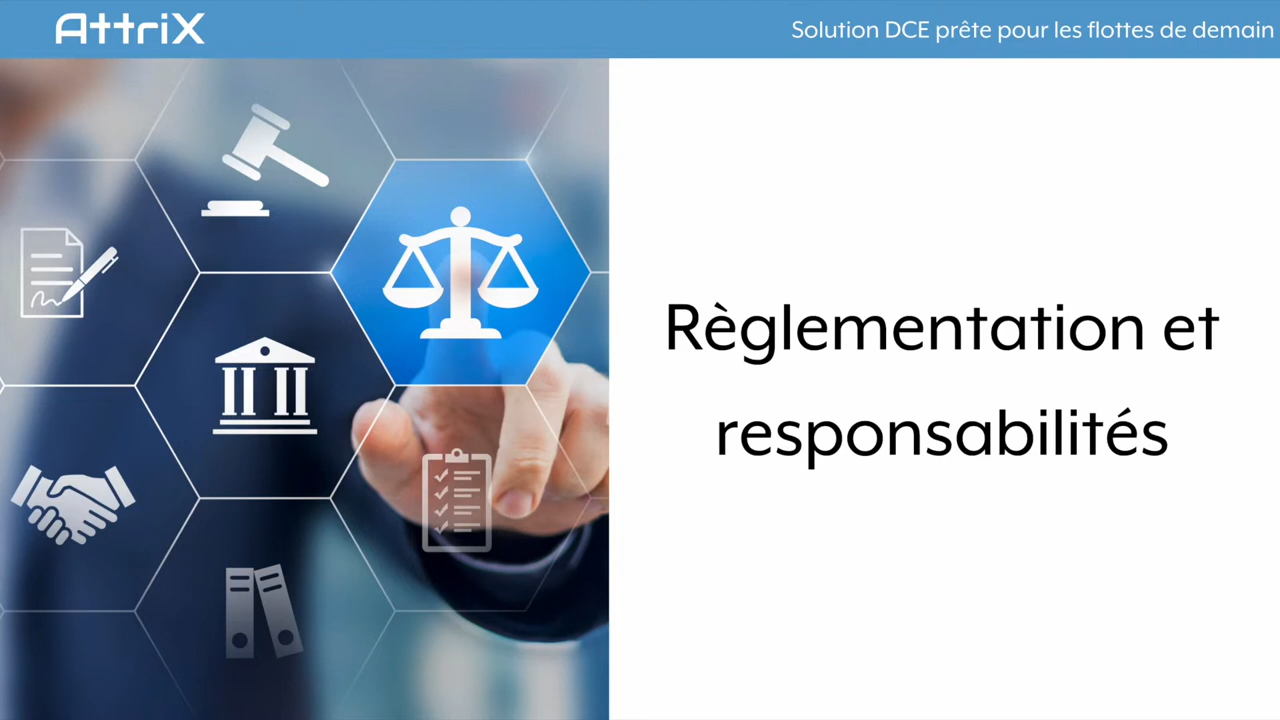 AttriX
Solution DCE prête pour les flottes de demain
Règlementation et
responsabilités